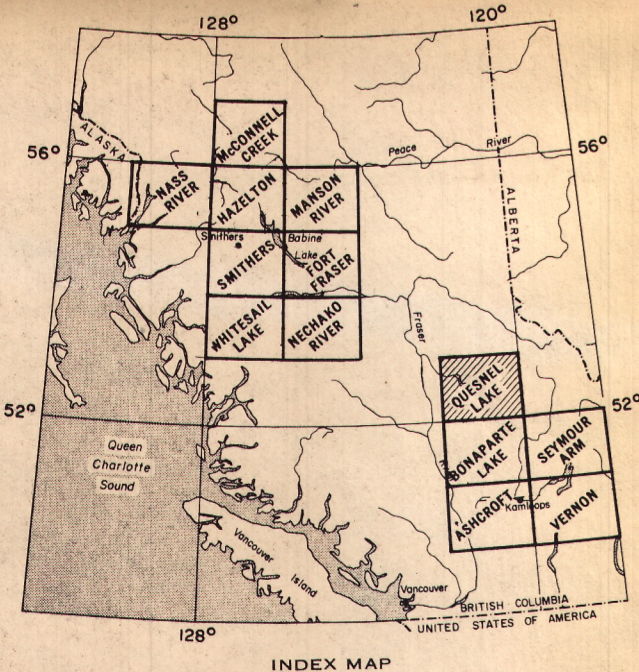 128°
120°
ALASKA
56°
McCONNELL
CREEK
Peace River
56°
NASS
RIVER
HAZELTON
MANSON
RIVER
ALBERTA
Smithers
Babine
Lake
SMITHERS
FORT
FRASER
WHITESAIL
LAKE
NECHAKO
RIVER
Fraser
QUESNEL
LAKE
52°
52°
Queen
Charlotte
Sound
BONAPARTE
LAKE
SEYMOUR
ARM
ASHCROFT
Kamloops
VERNON
Vancouver
Island
Vancouver
BRITISH COLUMBIA
UNITED STATES OF AMERICA
128°
INDEX MAP